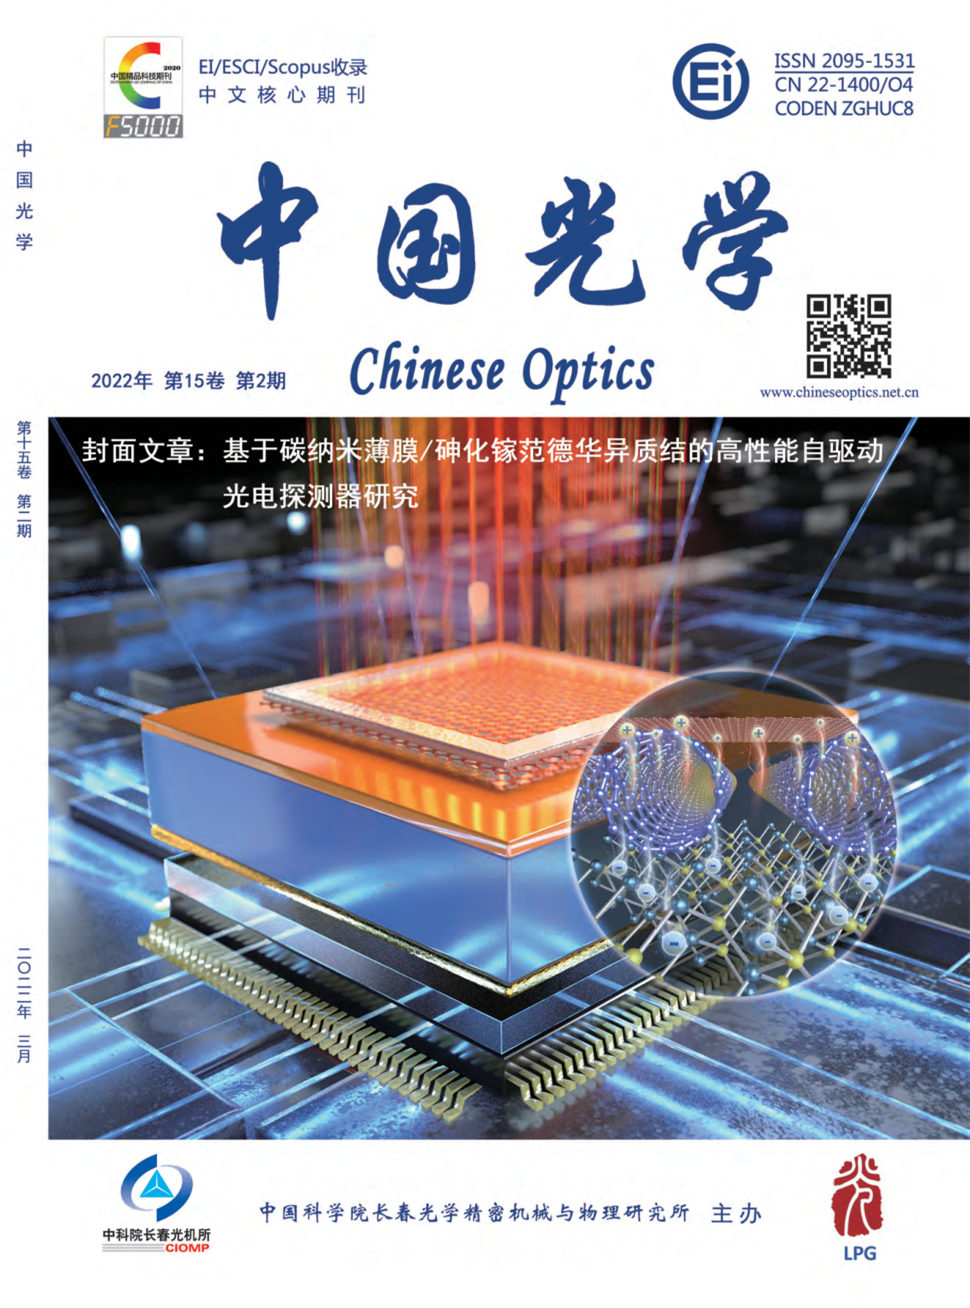 2020
中国精品科技期刊
F5000
EI/ESCI/Scopus收录
中文核心期刊
Ei
ISSN 2095-1531
CN 22-1400/O4
CODEN ZGHUC8
中国光学
中国光学
Chinese Optics
2022年 第15卷 第2期
www.chineseoptics.net.cn
第十五卷 第二期
封面文章：基于碳纳米薄膜/砷化镓范德华异质结的高性能自驱动
光电探测器研究
二〇二二年 三月
中科院长春光机所
CIOMP
中国科学院长春光学精密机械与物理研究所 主办
LPG